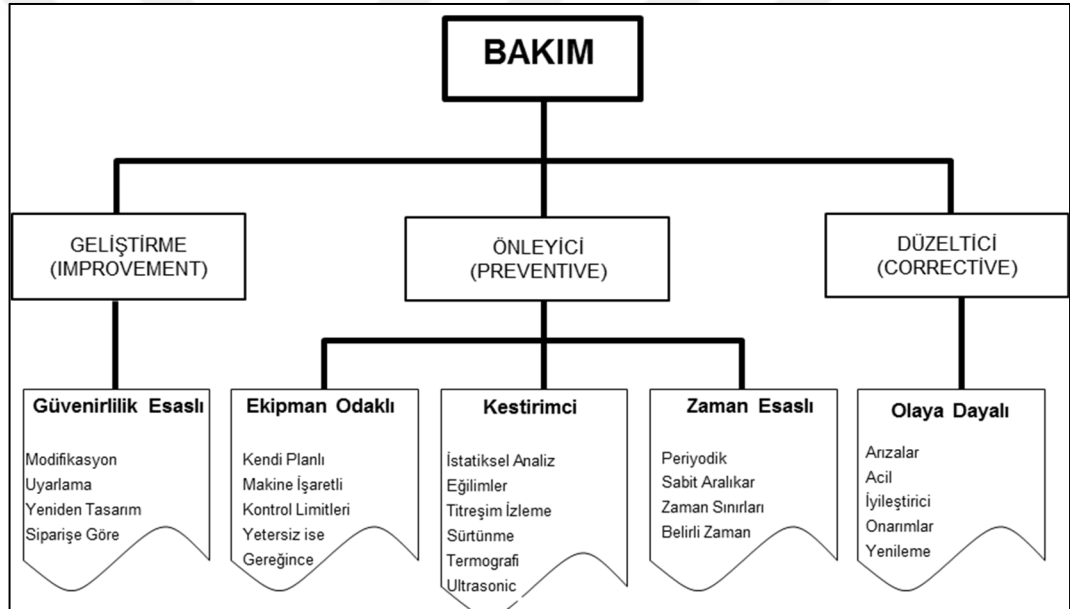 BAKIM
GELİŞTİRME
(IMPROVEMENT)
ÖNLEYİCİ
(PREVENTIVE)
DÜZELTİCİ
(CORRECTIVE)
Güvenirlilik Esaslı
Modifikasyon
Uyarlama
Yeniden Tasarım
Siparişe Göre
Ekipman Odaklı
Kendi Planlı
Makine İşaretli
Kontrol Limitleri
Yetersiz ise
Gereğince
Kestirimci
İstatiksel Analiz
Eğilimler
Titreşim İzleme
Sürtünme
Termografi
Ultrasonic
Zaman Esaslı
Periyodik
Sabit Aralıkar
Zaman Sınırları
Belirli Zaman
Olaya Dayalı
Arızalar
Acil
İyileştirici
Onarımlar
Yenileme